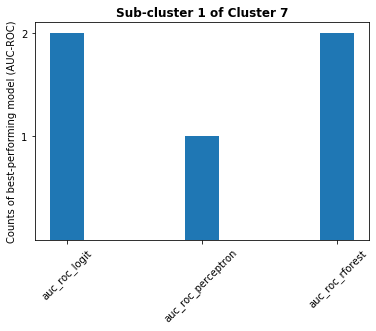 Sub-cluster 1 of Cluster 7
Counts of best-performing model (AUC-ROC)
2
1
auc_roc_logit
auc_roc_perceptron
auc_roc_rforest